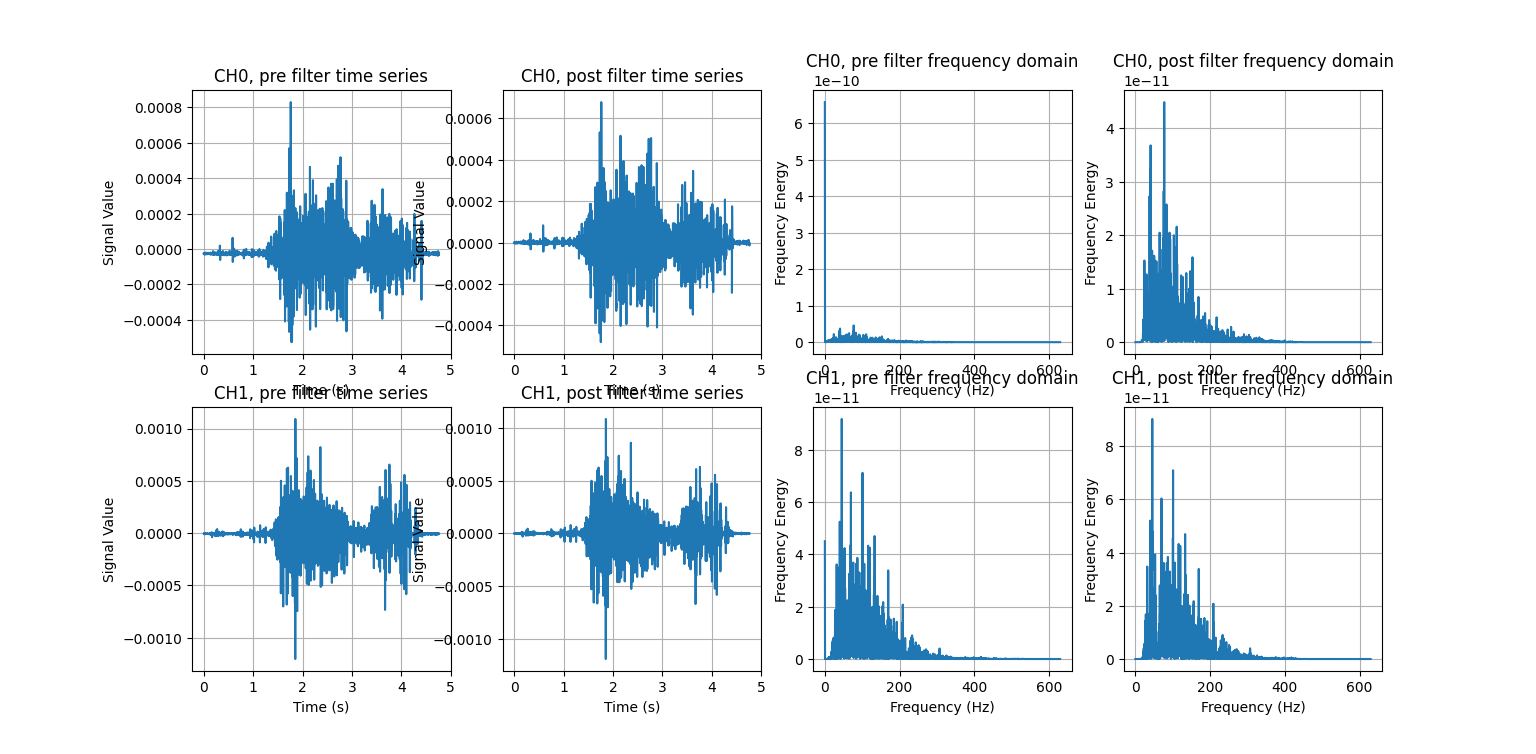 CH0, pre filter time series
0.0008
0.0006
0.0004
0.0002
0.0000
−0.0002
−0.0004
Signal Value
0 1 2 3 4 5
Time (s)
CH0, post filter time series
0.0006
0.0004
0.0002
0.0000
−0.0002
−0.0004
Signal Value
0 1 2 3 4 5
Time (s)
CH0, pre filter frequency domain
1e−10
6
5
4
3
2
1
0
Frequency Energy
0 200 400 600
Frequency (Hz)
CH0, post filter frequency domain
1e−11
4
3
2
1
0
Frequency Energy
0 200 400 600
Frequency (Hz)
CH1, pre filter time series
0.0010
0.0005
0.0000
−0.0005
−0.0010
Signal Value
0 1 2 3 4 5
Time (s)
CH1, post filter time series
0.0010
0.0005
0.0000
−0.0005
−0.0010
Signal Value
0 1 2 3 4 5
Time (s)
CH1, pre filter frequency domain
1e−11
8
6
4
2
0
Frequency Energy
0 200 400 600
Frequency (Hz)
CH1, post filter frequency domain
1e−11
8
6
4
2
0
Frequency Energy
0 200 400 600
Frequency (Hz)